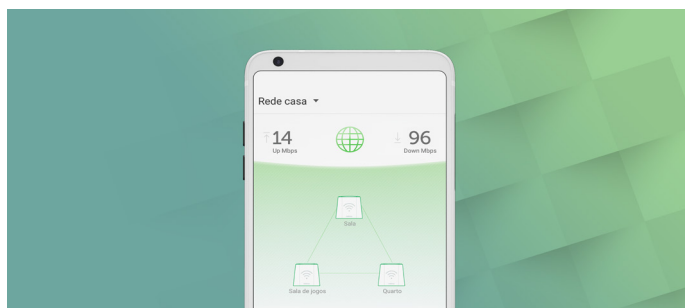 Rede casa
14
96
Up Mbps
Down Mbps
Sala
Sala de jogos
Quarto